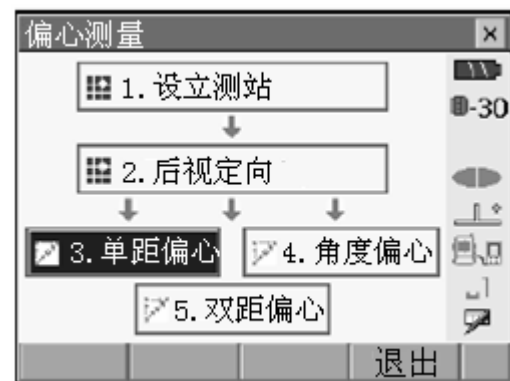 偏心测量
1.设立测站
-30
2.后视定向
3.单距偏心
4.角度偏心
5.双距偏心
退出